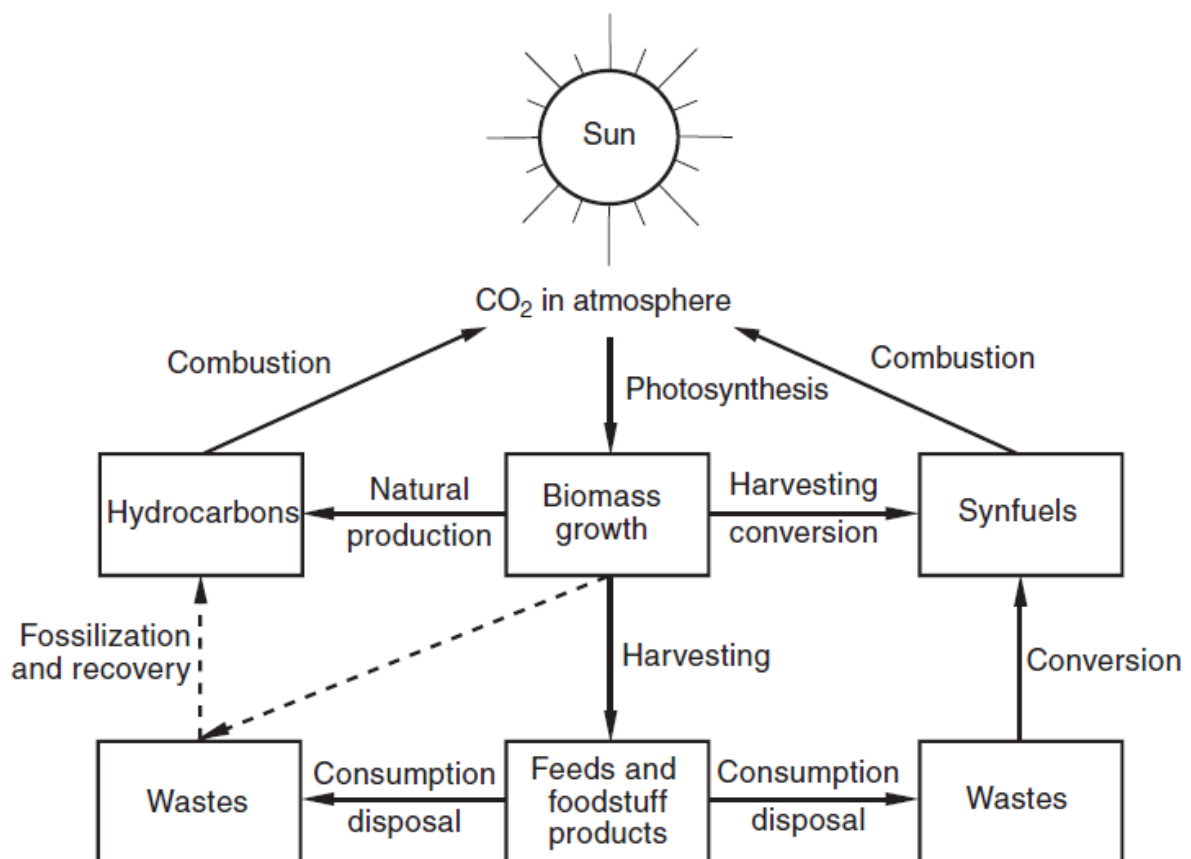 Sun
CO₂ in atmosphere
Combustion
Combustion
Photosynthesis
Hydrocarbons
Natural
production
Biomass
growth
Harvesting
conversion
Synfuels
Fossilization
and recovery
Harvesting
Conversion
Wastes
Consumption
disposal
Feeds and
foodstuff
products
Consumption
disposal
Wastes